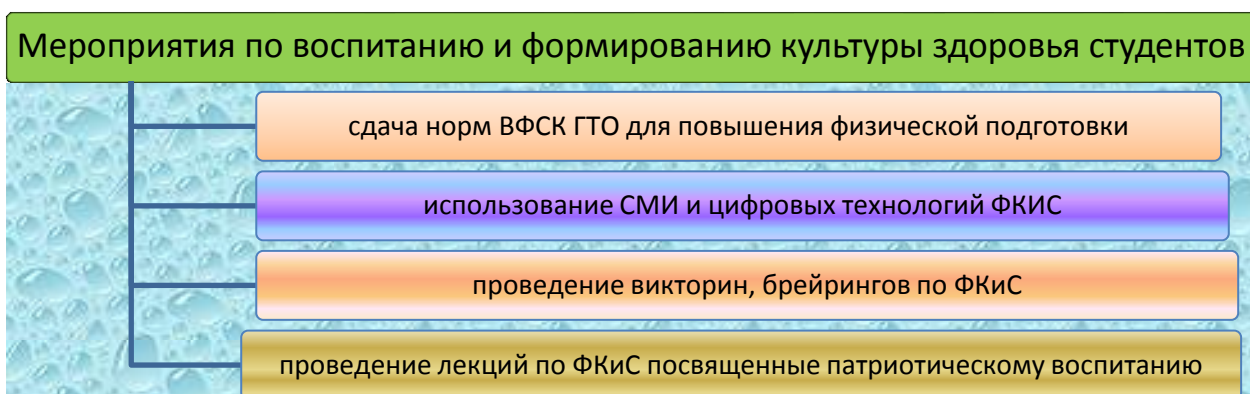 Мероприятия по воспитанию и формированию культуры здоровья студентов
сдача норм ВФСК ГТО для повышения физической подготовки
использование СМИ и цифровых технологий ФКИС
проведение викторин, брейрингов по ФКиС
проведение лекций по ФКиС посвященные патриотическому воспитанию